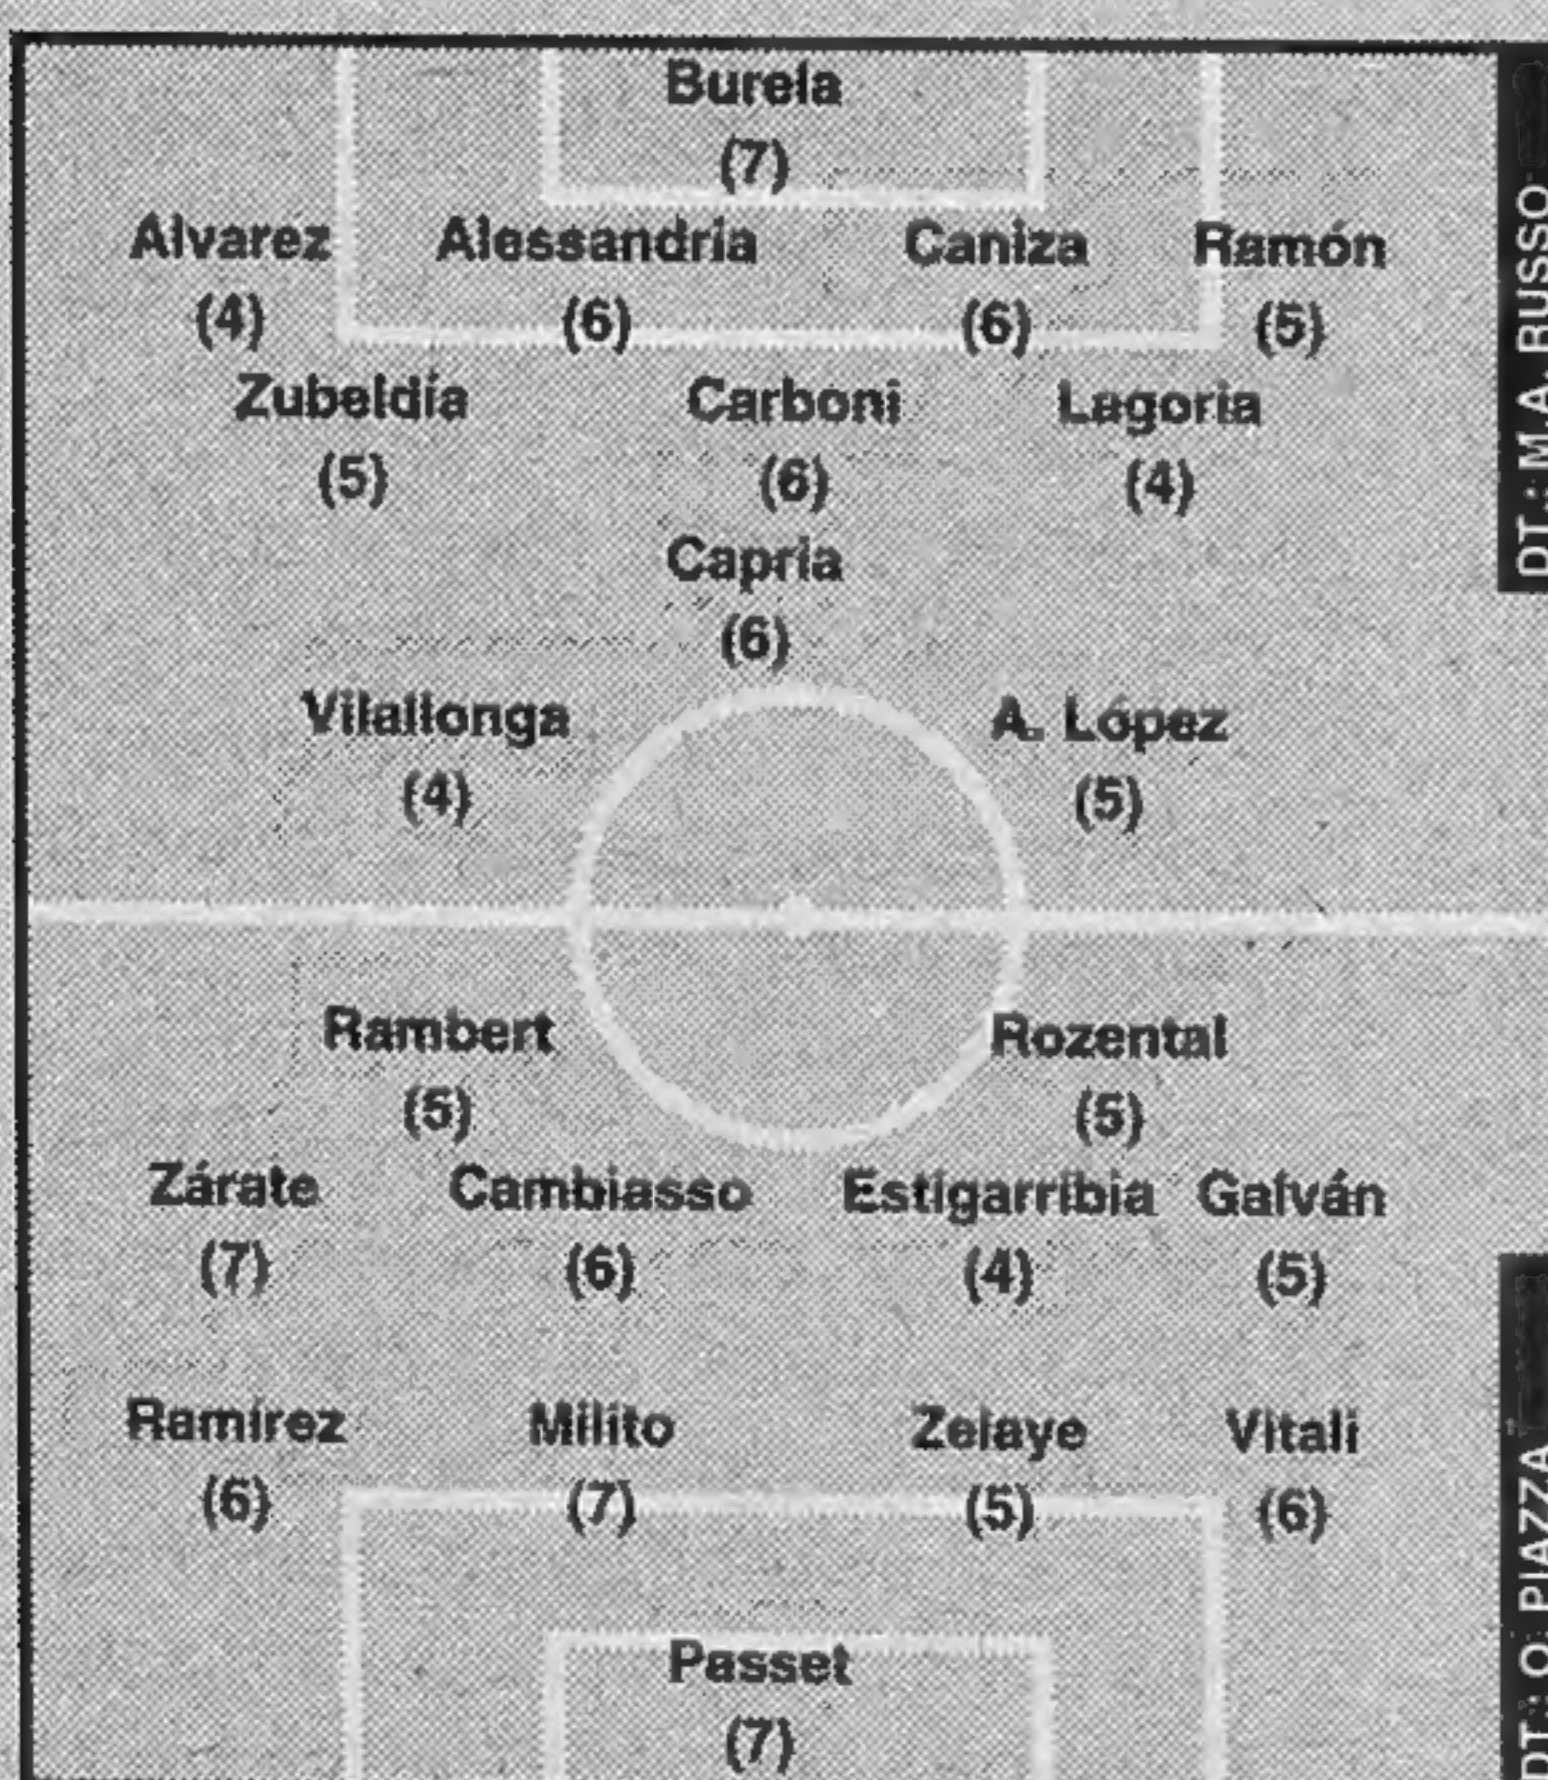 Burela
(7)
Alvarez Alessandria Caniza Ramón
(4) (6) (6) (5)
Zubeldía Carboni Lagoria
(5) (6) (4)
Capria
(6)
Vilallonga A. López
(4) (5)
DT.: M.A. RUSSO
Rambert Rozental
(5) (5)
Zárate Cambiasso Estigarribia Galván
(7) (6) (4) (5)
Ramírez Milito Zelaye Vitali
(6) (7) (5) (6)
Passet
(7)
DT.: O. PIAZZA